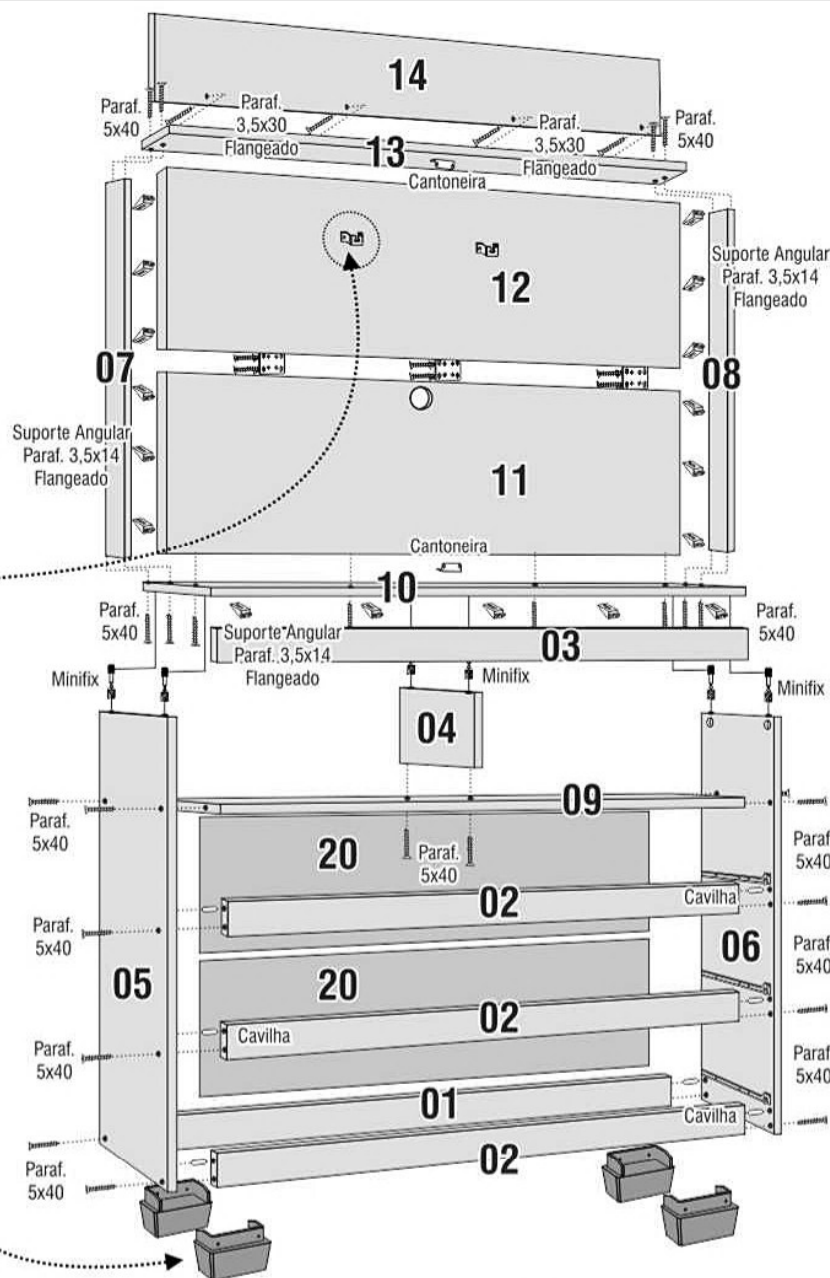 14
Paraf.
5x40
Paraf.
3,5x30
Flangeado
13
Paraf.
3,5x30
Flangeado
Paraf.
5x40
Cantoneira
12
Suporte Angular
Paraf. 3,5x14
Flangeado
07
08
Suporte Angular
Paraf. 3,5x14
Flangeado
11
Cantoneira
10
Paraf.
5x40
Suporte Angular
Paraf. 3,5x14
Flangeado
03
Paraf.
5x40
Minifix
Minifix
Minifix
04
09
Paraf.
5x40
20
Paraf.
5x40
Paraf.
5x40
02
Cavilha
Paraf.
5x40
05
06
Paraf.
5x40
20
02
Cavilha
Paraf.
5x40
Paraf.
5x40
01
Cavilha
02
Paraf.
5x40